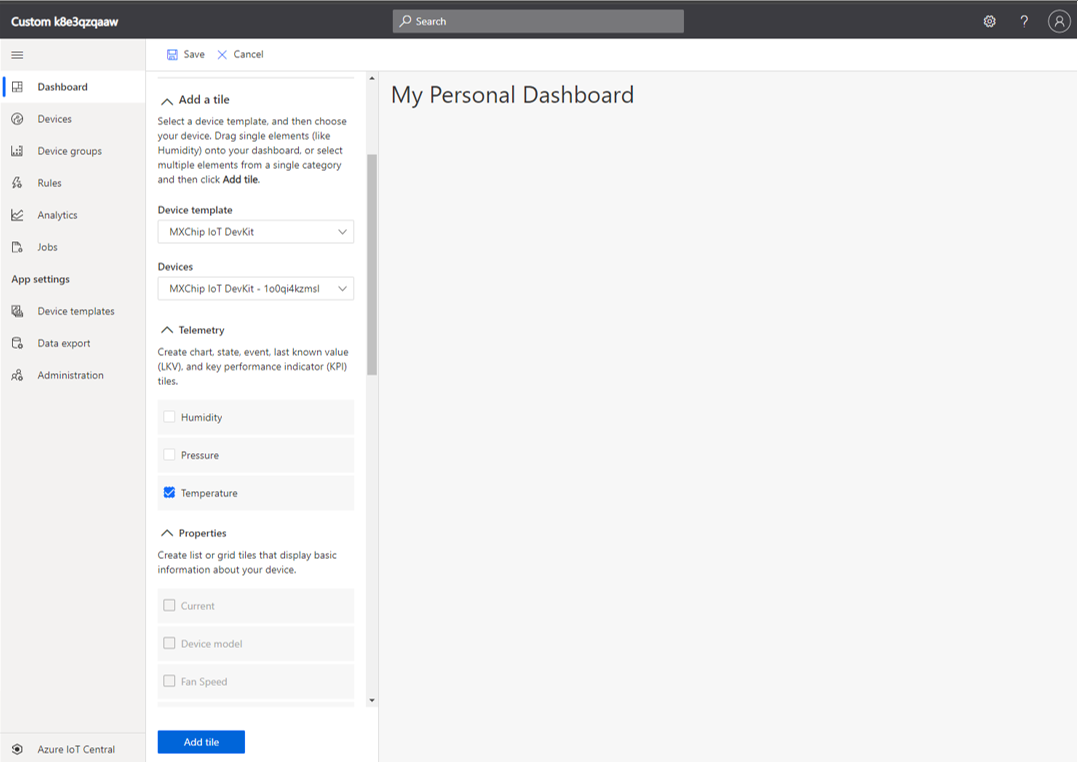 Custom k8e3qzqaaw
Search
?
Save
Cancel
Dashboard
Devices
Device groups
Rules
Analytics
Jobs
App settings
Device templates
Data export
Administration
Azure IoT Central
Add a tile
Select a device template, and then choose
your device. Drag single elements (like
Humidity) onto your dashboard, or select
multiple elements from a single category
and then click Add tile.
Device template
MXChip IoT DevKit
Devices
MXChip IoT DevKit - 1o0qi4kzmsl
Telemetry
Create chart, state, event, last known value
(LKV), and key performance indicator (KPI)
tiles.
Humidity
Pressure
Temperature
Properties
Create list or grid tiles that display basic
information about your device.
Current
Device model
Fan Speed
Add tile
My Personal Dashboard